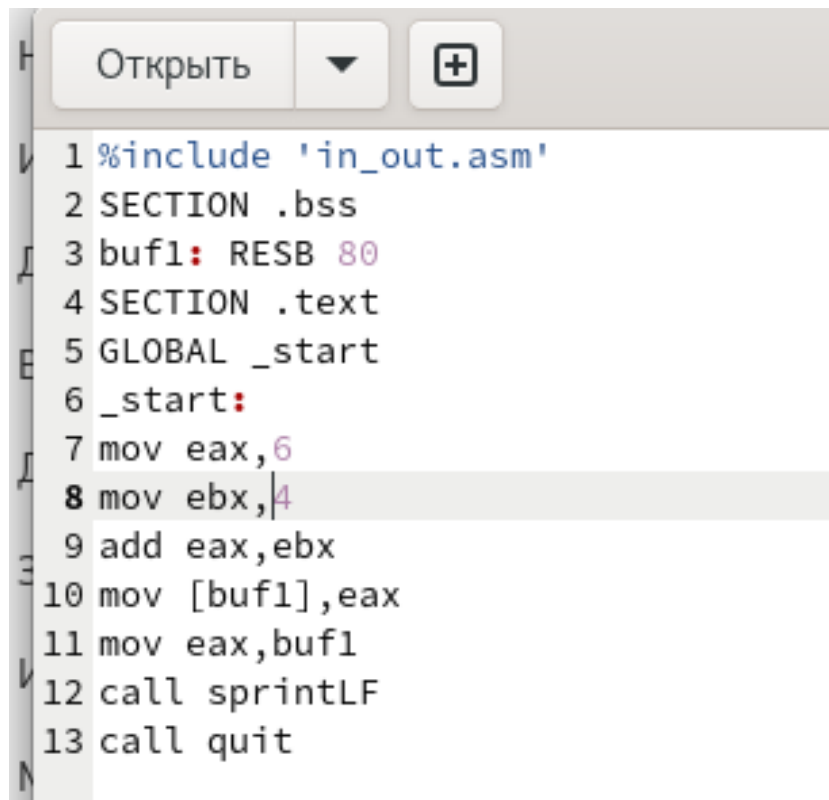 Открыть
1 %include 'in_out.asm'
2 SECTION .bss
3 buf1: RESB 80
4 SECTION .text
5 GLOBAL _start
6 _start:
7 mov eax,6
8 mov ebx,4
9 add eax,ebx
10 mov [buf1],eax
11 mov eax,buf1
12 call sprintLF
13 call quit